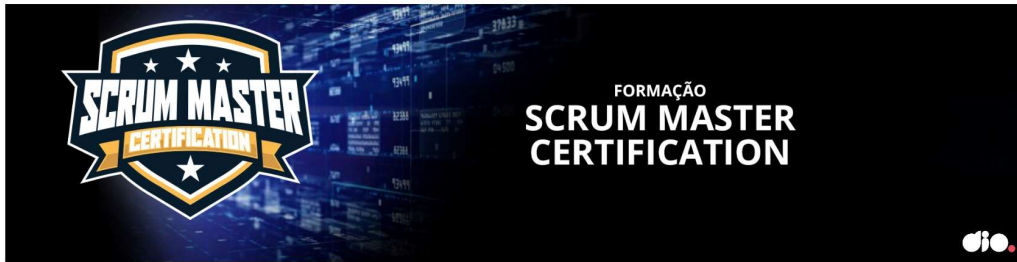 SCRUM MASTER
CERTIFICATION
FORMAÇÃO
SCRUM MASTER
CERTIFICATION
dio.